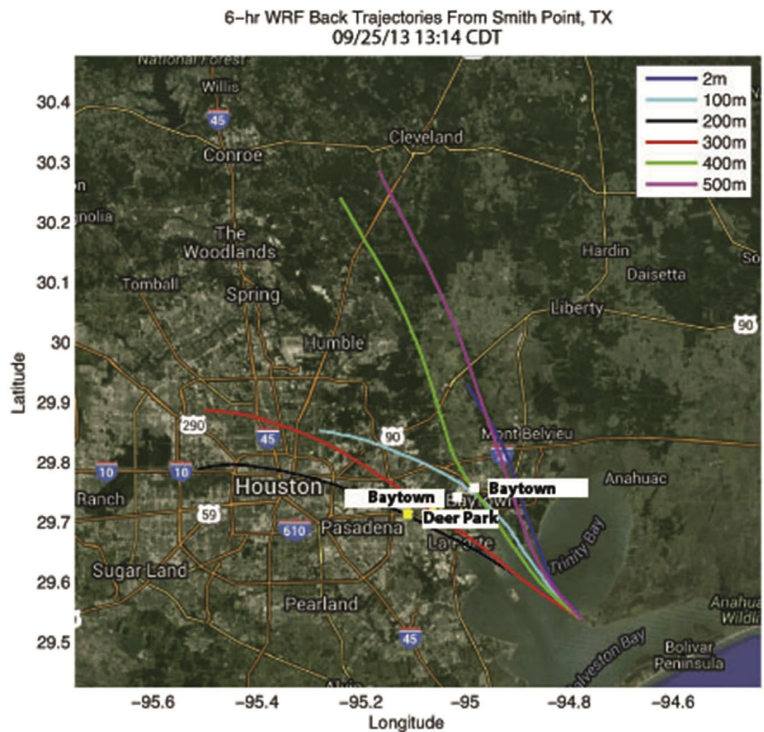 6-hr WRF Back Trajectories From Smith Point, TX
09/25/13 13:14 CDT
National Forest
Willis
45
Conroe
Cleveland
2m
100m
200m
300m
400m
500m
The
Woodlands
Tomball
Spring
Humble
Hardin
Daisetta
Liberty
90
290
45
90
Mont Belvieu
10
10
Ranch
Houston
Baytown
Baytown
Anahuac
59
610
Pasadena
Deer Park
La Porte
Trinity Bay
Sugar Land
Pearland
45
Bolivar
Peninsula
30.4
30.3
30.2
30.1
30
29.9
29.8
29.7
29.6
29.5
Latitude
−95.6
−95.4
−95.2
−95
−94.8
−94.6
Longitude